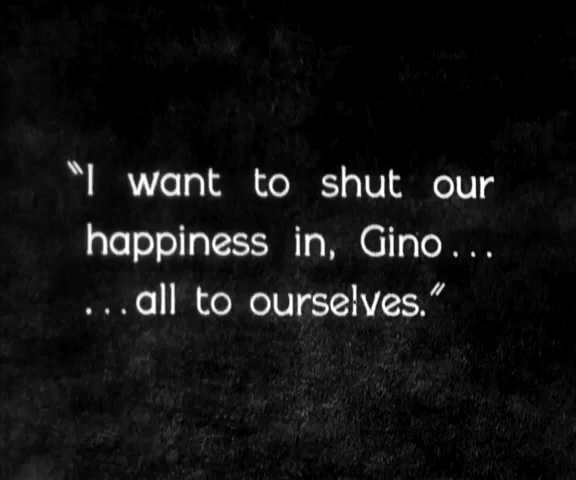 "I want to shut our
happiness in, Gino...
...all to ourselves."